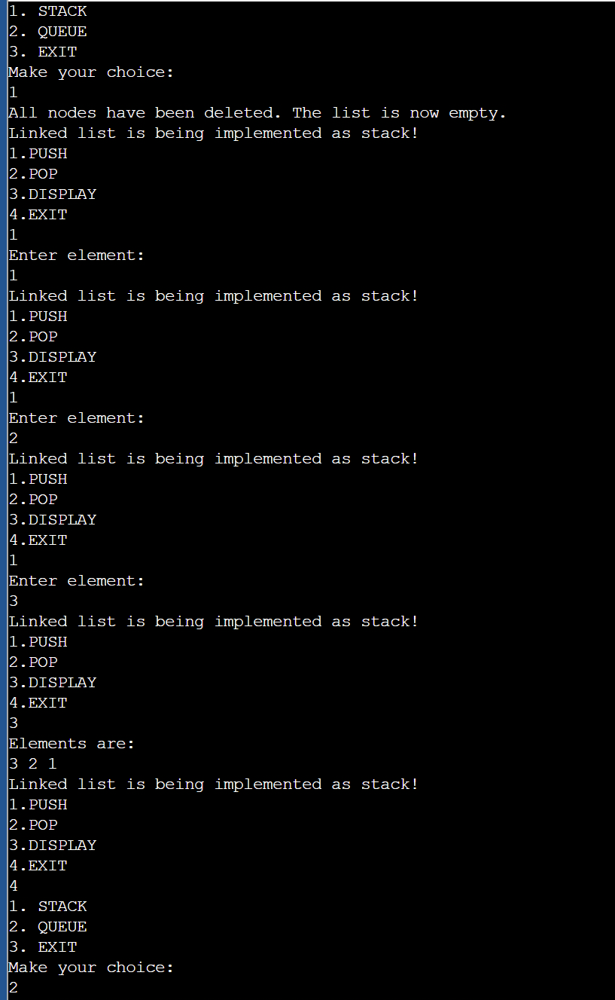 1. STACK
2. QUEUE
3. EXIT
Make your choice:
1
All nodes have been deleted. The list is now empty.
Linked list is being implemented as stack!
1.PUSH
2.POP
3.DISPLAY
4.EXIT
1
Enter element:
1
Linked list is being implemented as stack!
1.PUSH
2.POP
3.DISPLAY
4.EXIT
1
Enter element:
2
Linked list is being implemented as stack!
1.PUSH
2.POP
3.DISPLAY
4.EXIT
1
Enter element:
3
Linked list is being implemented as stack!
1.PUSH
2.POP
3.DISPLAY
4.EXIT
3
Elements are:
3 2 1
Linked list is being implemented as stack!
1.PUSH
2.POP
3.DISPLAY
4.EXIT
4
1. STACK
2. QUEUE
3. EXIT
Make your choice:
2